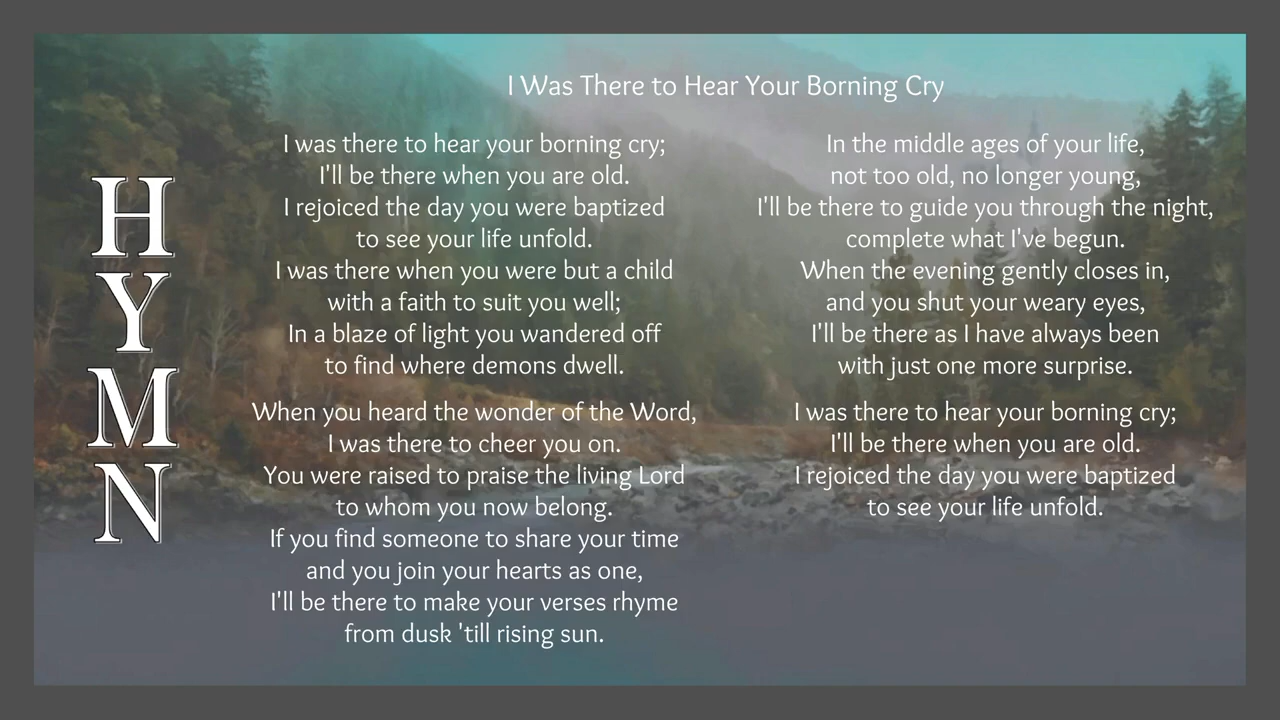 HYMN
I Was There to Hear Your Borning Cry
I was there to hear your borning cry;
I'll be there when you are old.
I rejoiced the day you were baptized
to see your life unfold.
I was there when you were but a child
with a faith to suit you well;
In a blaze of light you wandered off
to find where demons dwell.
When you heard the wonder of the Word,
I was there to cheer you on.
You were raised to praise the living Lord
to whom you now belong.
If you find someone to share your time
and you join your hearts as one,
I'll be there to make your verses rhyme
from dusk 'till rising sun.
In the middle ages of your life,
not too old, no longer young,
I'll be there to guide you through the night,
complete what I've begun.
When the evening gently closes in,
and you shut your weary eyes,
I'll be there as I have always been
with just one more surprise.
I was there to hear your borning cry;
I'll be there when you are old.
I rejoiced the day you were baptized
to see your life unfold.